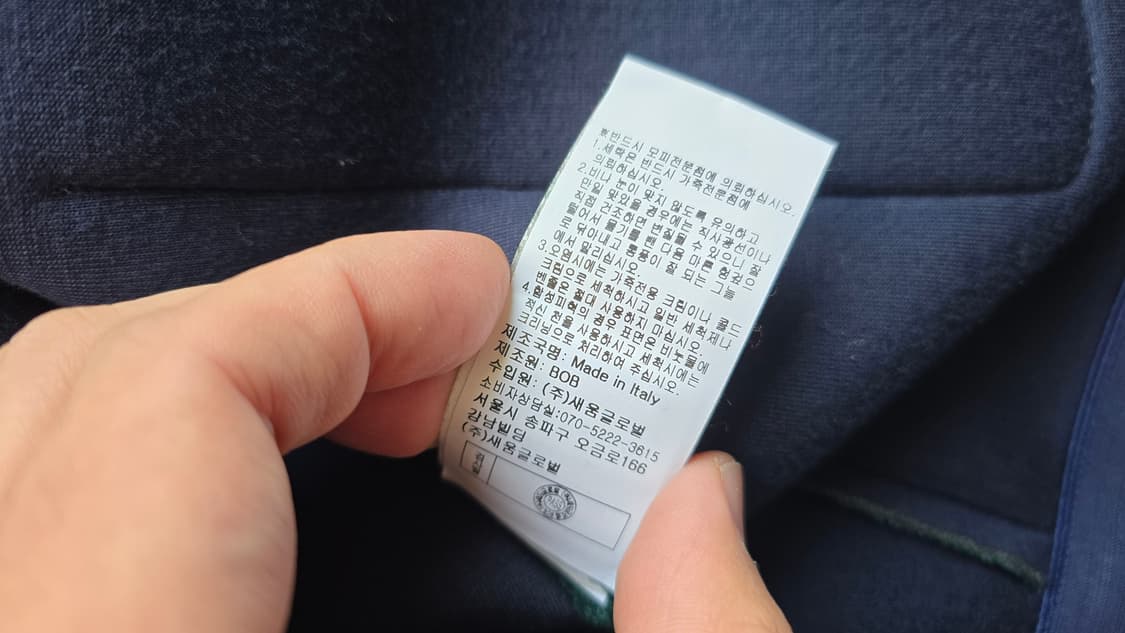 ※반드시 모피전문점에 의뢰하십시오.
1.세탁은 반드시 가죽전문점에
의뢰하십시오.
2.비나 눈이 맞지 않도록 유의하고
만일 맞았을 경우에는 직사광선이나
직접 건조하면 변질될 수 있으니 잘
털어서 물기를 뺀 다음 마른 헝겊으
로 닦아내고 통풍이 잘 되는 그늘
에서 말리십시오.
3.오염시에는 가죽전용 크린이나 콜드
크린으로 세척하시고 일반 세척제나
벤졸은 절대 사용하지 마십시오.
4.합성피혁의 경우 표면은 비눗물에
적신 천을 사용하시고 세척시에는
크리닝으로 처리하여 주십시오.
제조국명: Made in Italy
제조원: BOB
수입원: (주)새움글로벌
소비자상담실:070-5222-3615
서울시 송파구 오금로166
강남빌딩
(주)새움글로벌